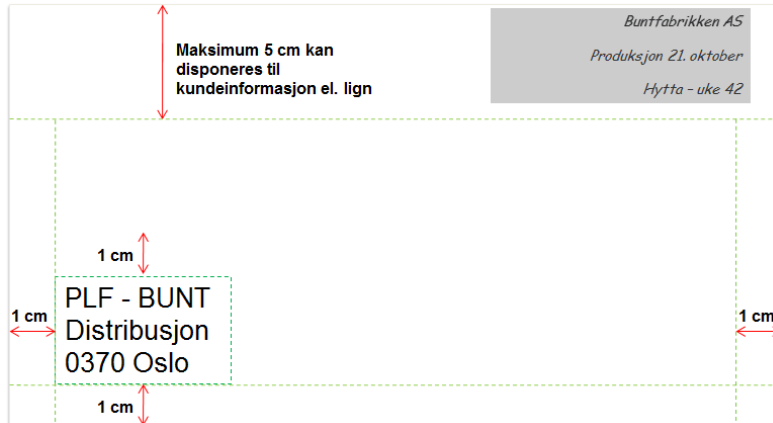 Maksimum 5 cm kan
disponeres til
kundeinformasjon el. lign
Buntfabrikken AS
Produksjon 21. oktober
Hytta - uke 42
1 cm
PLF - BUNT
Distribusjon
0370 Oslo
1 cm
1 cm
1 cm